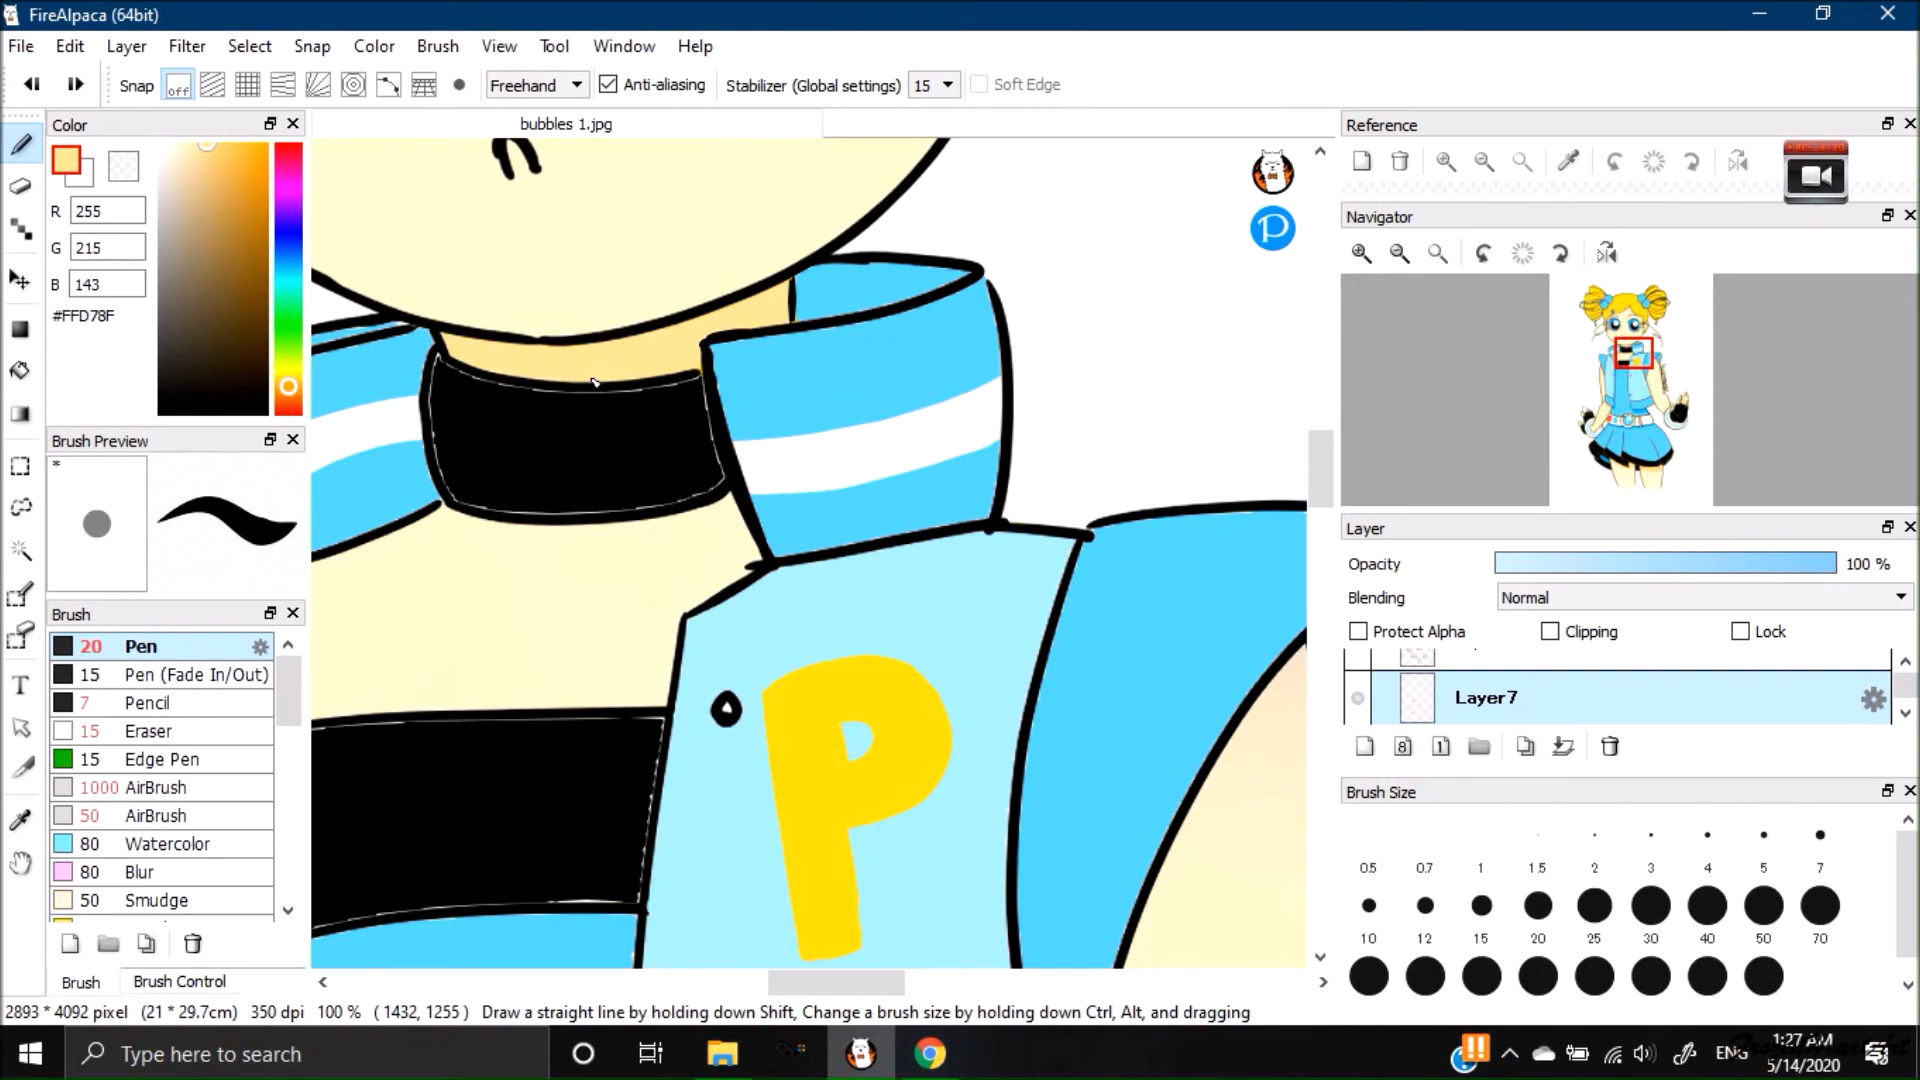 FireAlpaca (64bit)
File Edit Layer Filter Select Snap Color Brush View Tool Window Help
Snap off Freehand Anti-aliasing Stabilizer (Global settings) 15 Soft Edge
Color
bubbles 1.jpg
R 255
G 215
B 143
#FFD78F
Brush Preview
*
Brush
20 Pen
15 Pen (Fade In/Out)
7 Pencil
15 Eraser
15 Edge Pen
1000 AirBrush
50 AirBrush
80 Watercolor
80 Blur
50 Smudge
Brush Brush Control
P
P
Reference
Navigator
Layer
Opacity 100 %
Blending Normal
Protect Alpha Clipping Lock
Layer7
8 1
Brush Size
0.5 0.7 1 1.5 2 3 4 5 7
10 12 15 20 25 30 40 50 70
2893 * 4092 pixel (21 * 29.7cm) 350 dpi 100 % ( 1432, 1255 ) Draw a straight line by holding down Shift, Change a brush size by holding down Ctrl, Alt, and dragging
Type here to search
ENG
1:27 AM
5/14/2020